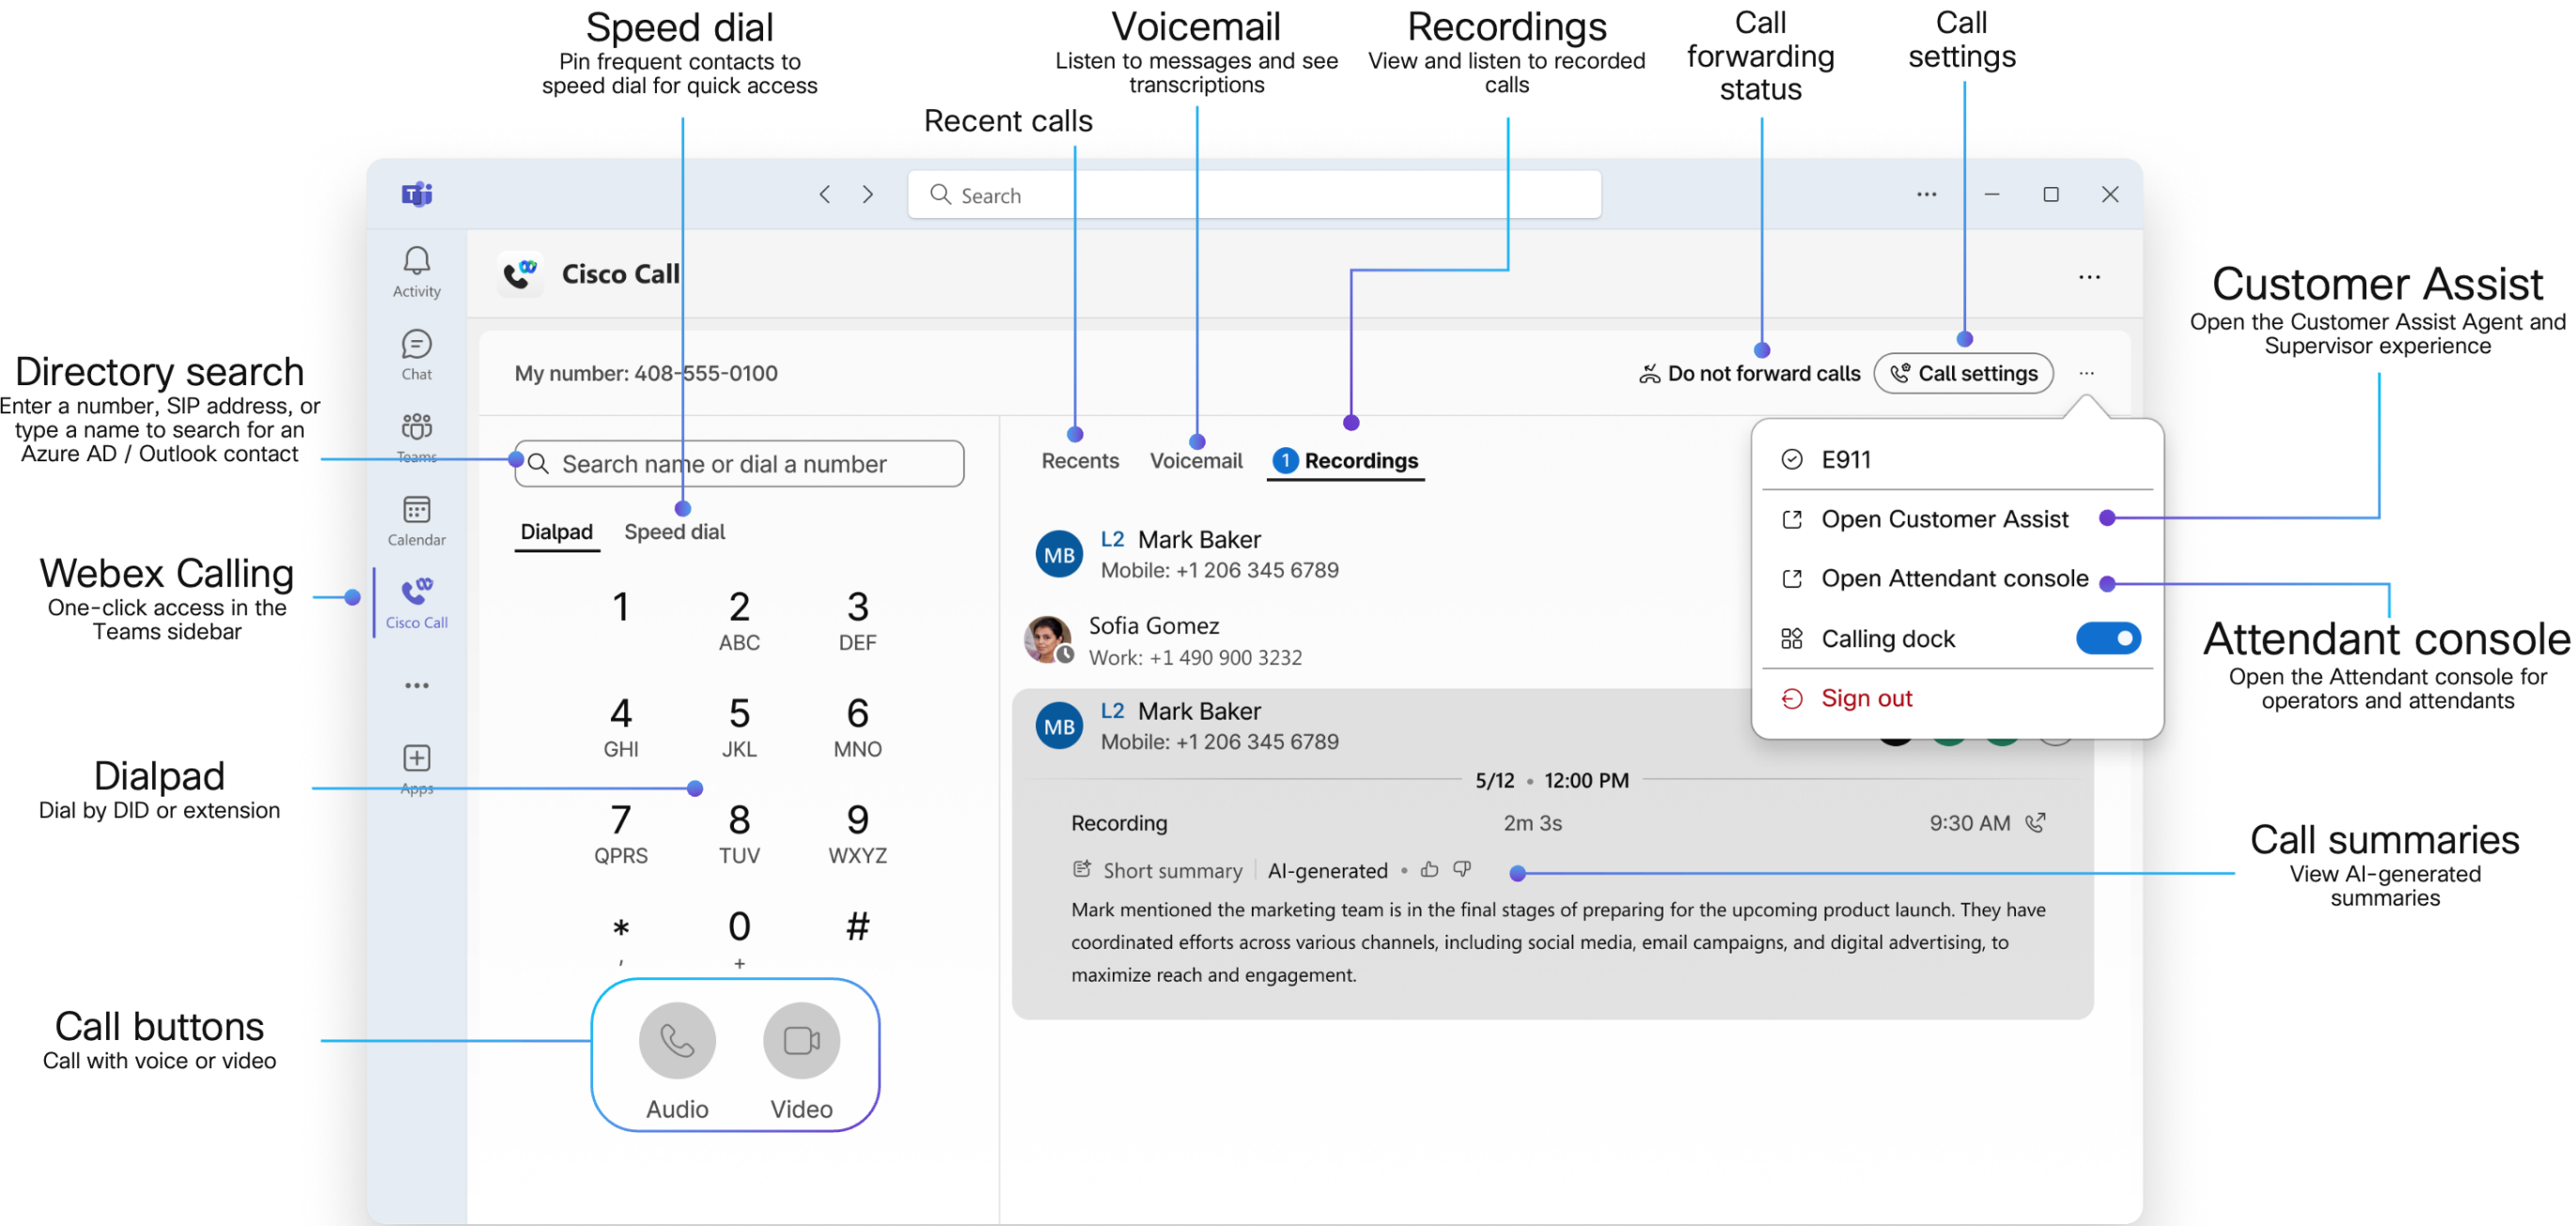 Speed dial
Pin frequent contacts to
speed dial for quick access
Recent calls
Voicemail
Listen to messages and see
transcriptions
Recordings
View and listen to recorded
calls
Call
forwarding
status
Call
settings
Search
Activity
Chat
Teams
Calendar
Cisco Call
Apps
Cisco Call
My number: 408-555-0100
Do not forward calls
Call settings
Directory search
Enter a number, SIP address, or
type a name to search for an
Azure AD / Outlook contact
Webex Calling
One-click access in the
Teams sidebar
Dialpad
Dial by DID or extension
Call buttons
Call with voice or video
Search name or dial a number
Dialpad Speed dial
1 2 3
ABC DEF
4 5 6
GHI JKL MNO
7 8 9
QPRS TUV WXYZ
* 0 #
, +
Audio Video
Recents Voicemail 1 Recordings
MB
L2 Mark Baker
Mobile: +1 206 345 6789
Sofia Gomez
Work: +1 490 900 3232
MB
L2 Mark Baker
Mobile: +1 206 345 6789
5/12 • 12:00 PM
Recording 2m 3s 9:30 AM
Short summary AI-generated •
Mark mentioned the marketing team is in the final stages of preparing for the upcoming product launch. They have
coordinated efforts across various channels, including social media, email campaigns, and digital advertising, to
maximize reach and engagement.
E911
Open Customer Assist
Open Attendant console
Calling dock
Sign out
Customer Assist
Open the Customer Assist Agent and
Supervisor experience
Attendant console
Open the Attendant console for
operators and attendants
Call summaries
View AI-generated
summaries